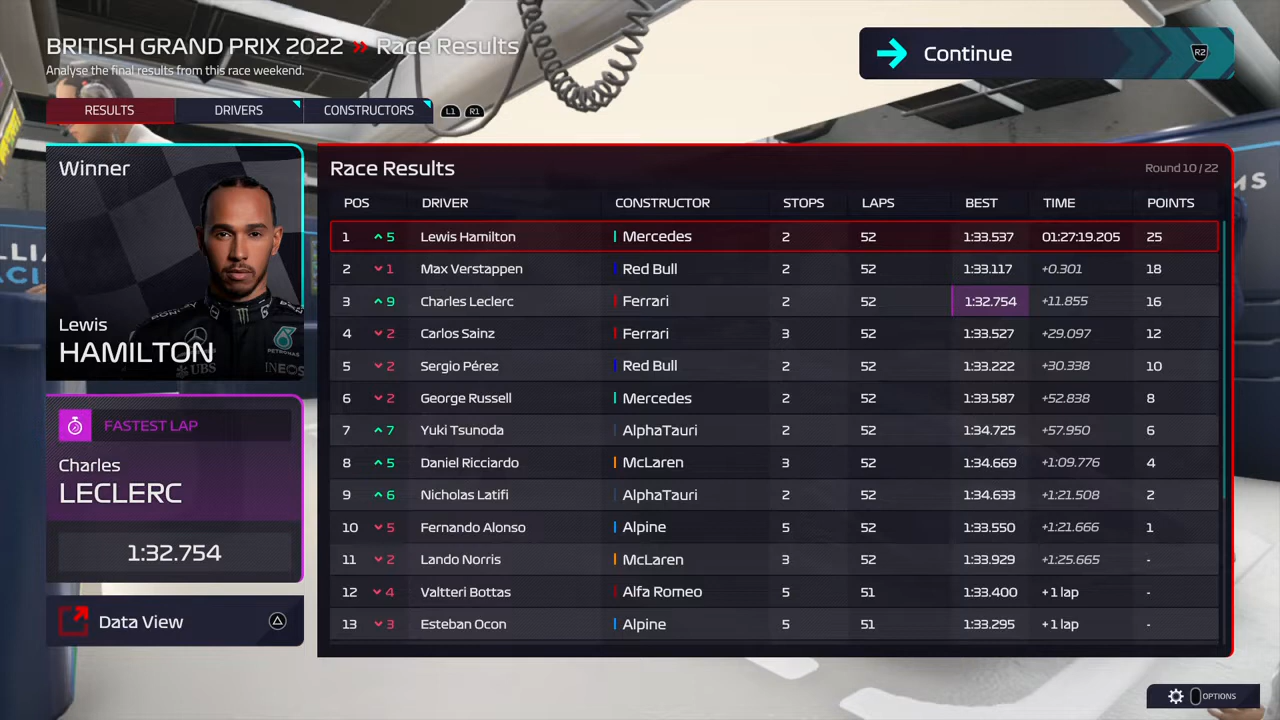 BRITISH GRAND PRIX 2022 » Race Results
Analyse the final results from this race weekend.
Continue R2
RESULTS DRIVERS CONSTRUCTORS L1 R1
Winner
Lewis
HAMILTON
PETRONAS
UBS
INEOS
FASTEST LAP
Charles
LECLERC
1:32.754
Data View
Race Results Round 10 / 22
POS DRIVER CONSTRUCTOR STOPS LAPS BEST TIME POINTS
1 5 Lewis Hamilton Mercedes 2 52 1:33.537 01:27:19.205 25
2 1 Max Verstappen Red Bull 2 52 1:33.117 +0.301 18
3 9 Charles Leclerc Ferrari 2 52 1:32.754 +11.855 16
4 2 Carlos Sainz Ferrari 3 52 1:33.527 +29.097 12
5 2 Sergio Pérez Red Bull 2 52 1:33.222 +30.338 10
6 2 George Russell Mercedes 2 52 1:33.587 +52.838 8
7 7 Yuki Tsunoda AlphaTauri 2 52 1:34.725 +57.950 6
8 5 Daniel Ricciardo McLaren 3 52 1:34.669 +1:09.776 4
9 6 Nicholas Latifi AlphaTauri 2 52 1:34.633 +1:21.508 2
10 5 Fernando Alonso Alpine 5 52 1:33.550 +1:21.666 1
11 2 Lando Norris McLaren 3 52 1:33.929 +1:25.665 -
12 4 Valtteri Bottas Alfa Romeo 5 51 1:33.400 + 1 lap -
13 3 Esteban Ocon Alpine 5 51 1:33.295 + 1 lap -
OPTIONS